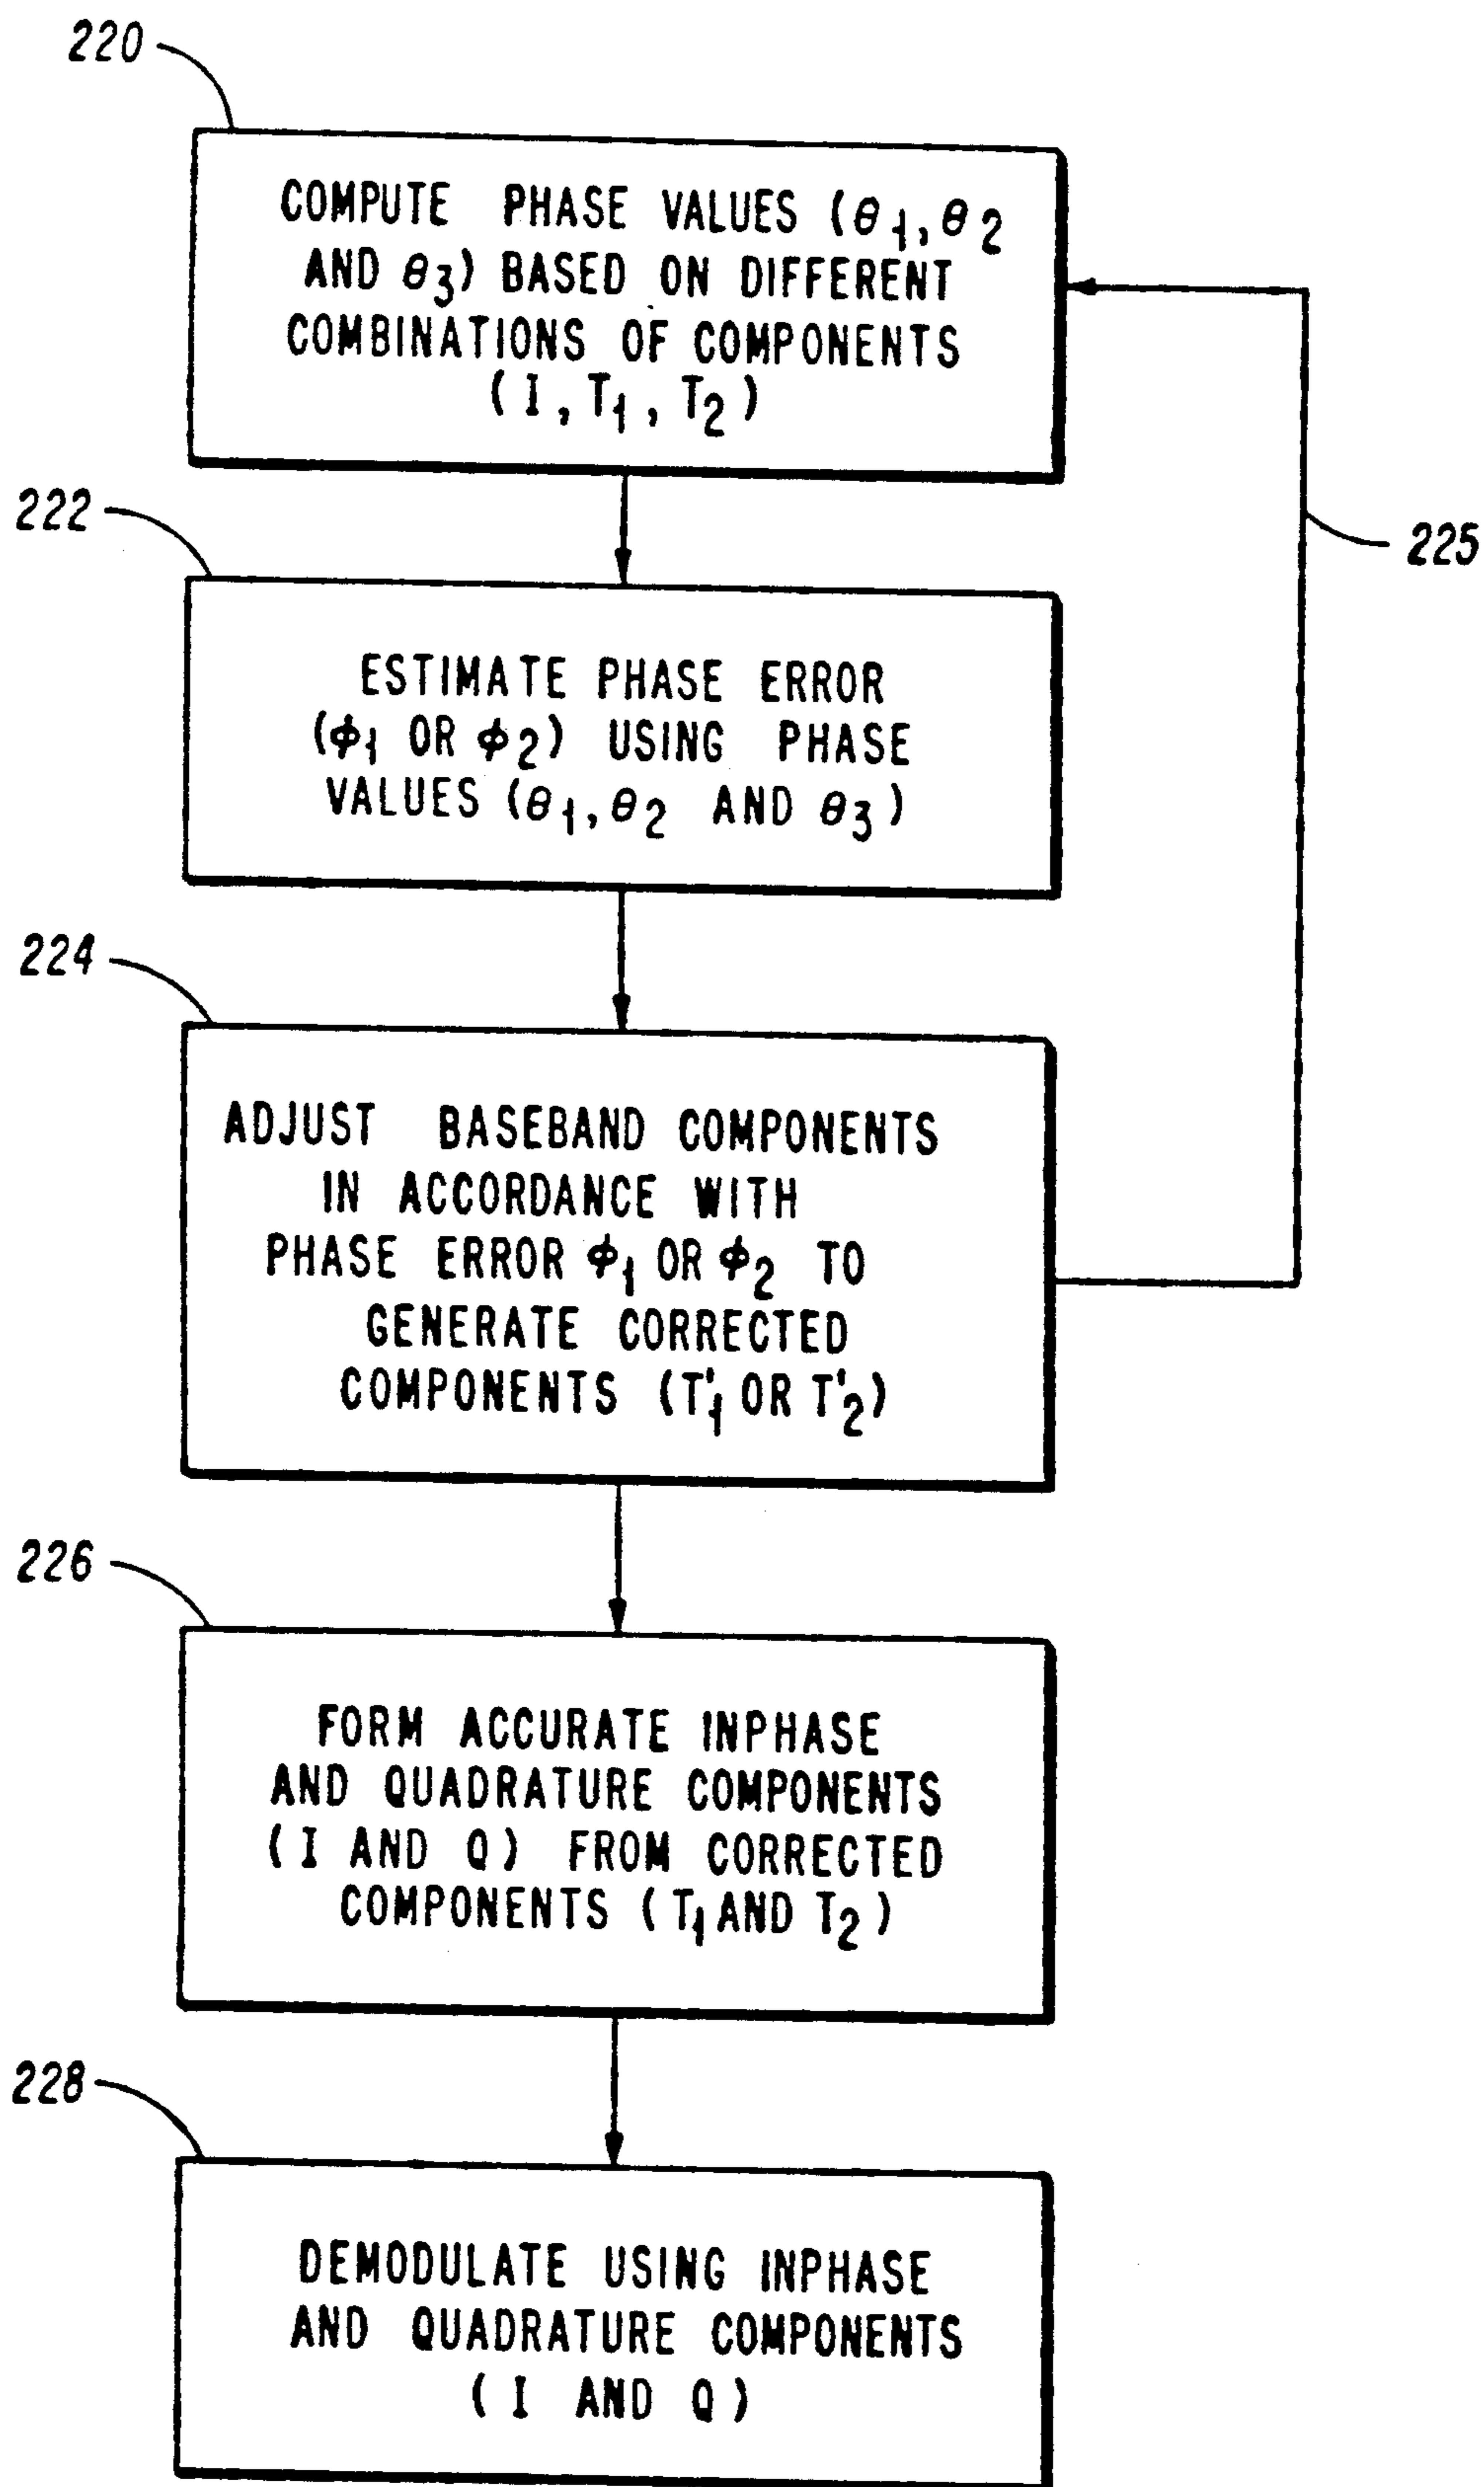 220
COMPUTE PHASE VALUES (θ1, θ2
AND θ3) BASED ON DIFFERENT
COMBINATIONS OF COMPONENTS
(I, T1, T2)
222
225
ESTIMATE PHASE ERROR
(ϕ1 OR ϕ2) USING PHASE
VALUES (θ1, θ2 AND θ3)
224
ADJUST BASEBAND COMPONENTS
IN ACCORDANCE WITH
PHASE ERROR ϕ1 OR ϕ2 TO
GENERATE CORRECTED
COMPONENTS (T'1 OR T'2)
226
FORM ACCURATE INPHASE
AND QUADRATURE COMPONENTS
(I AND Q) FROM CORRECTED
COMPONENTS (T1 AND T2)
228
DEMODULATE USING INPHASE
AND QUADRATURE COMPONENTS
(I AND Q)